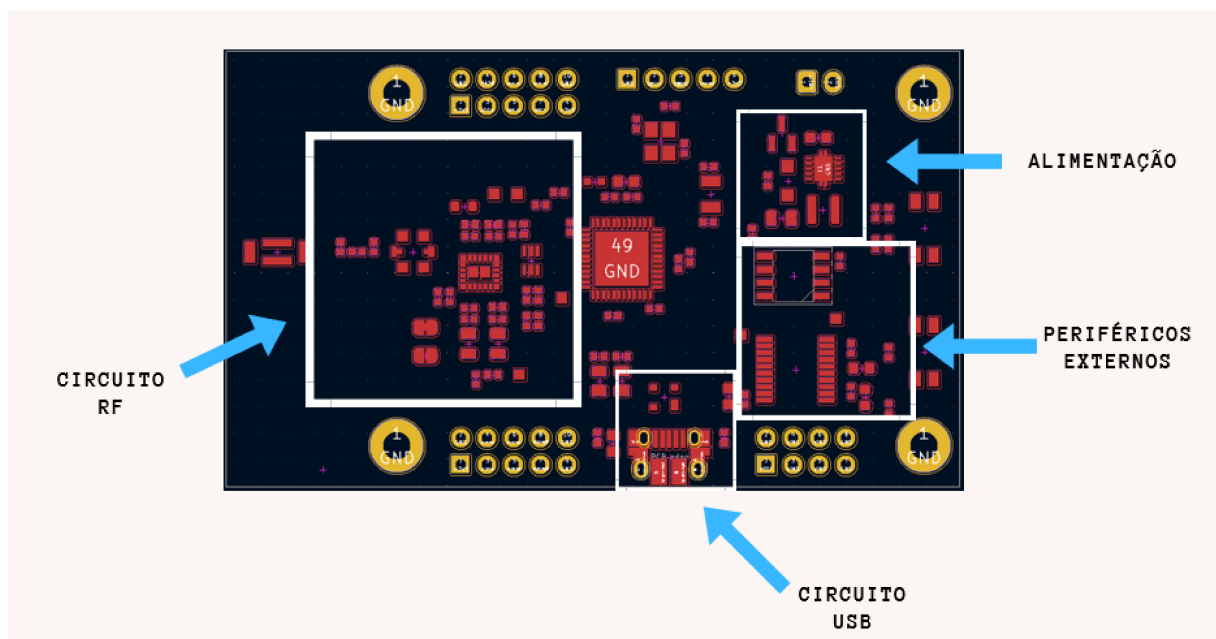 1
GND
1
GND
ALIMENTAÇÃO
49
GND
PERIFÉRICOS
EXTERNOS
CIRCUITO
RF
1
GND
1
GND
CIRCUITO
USB